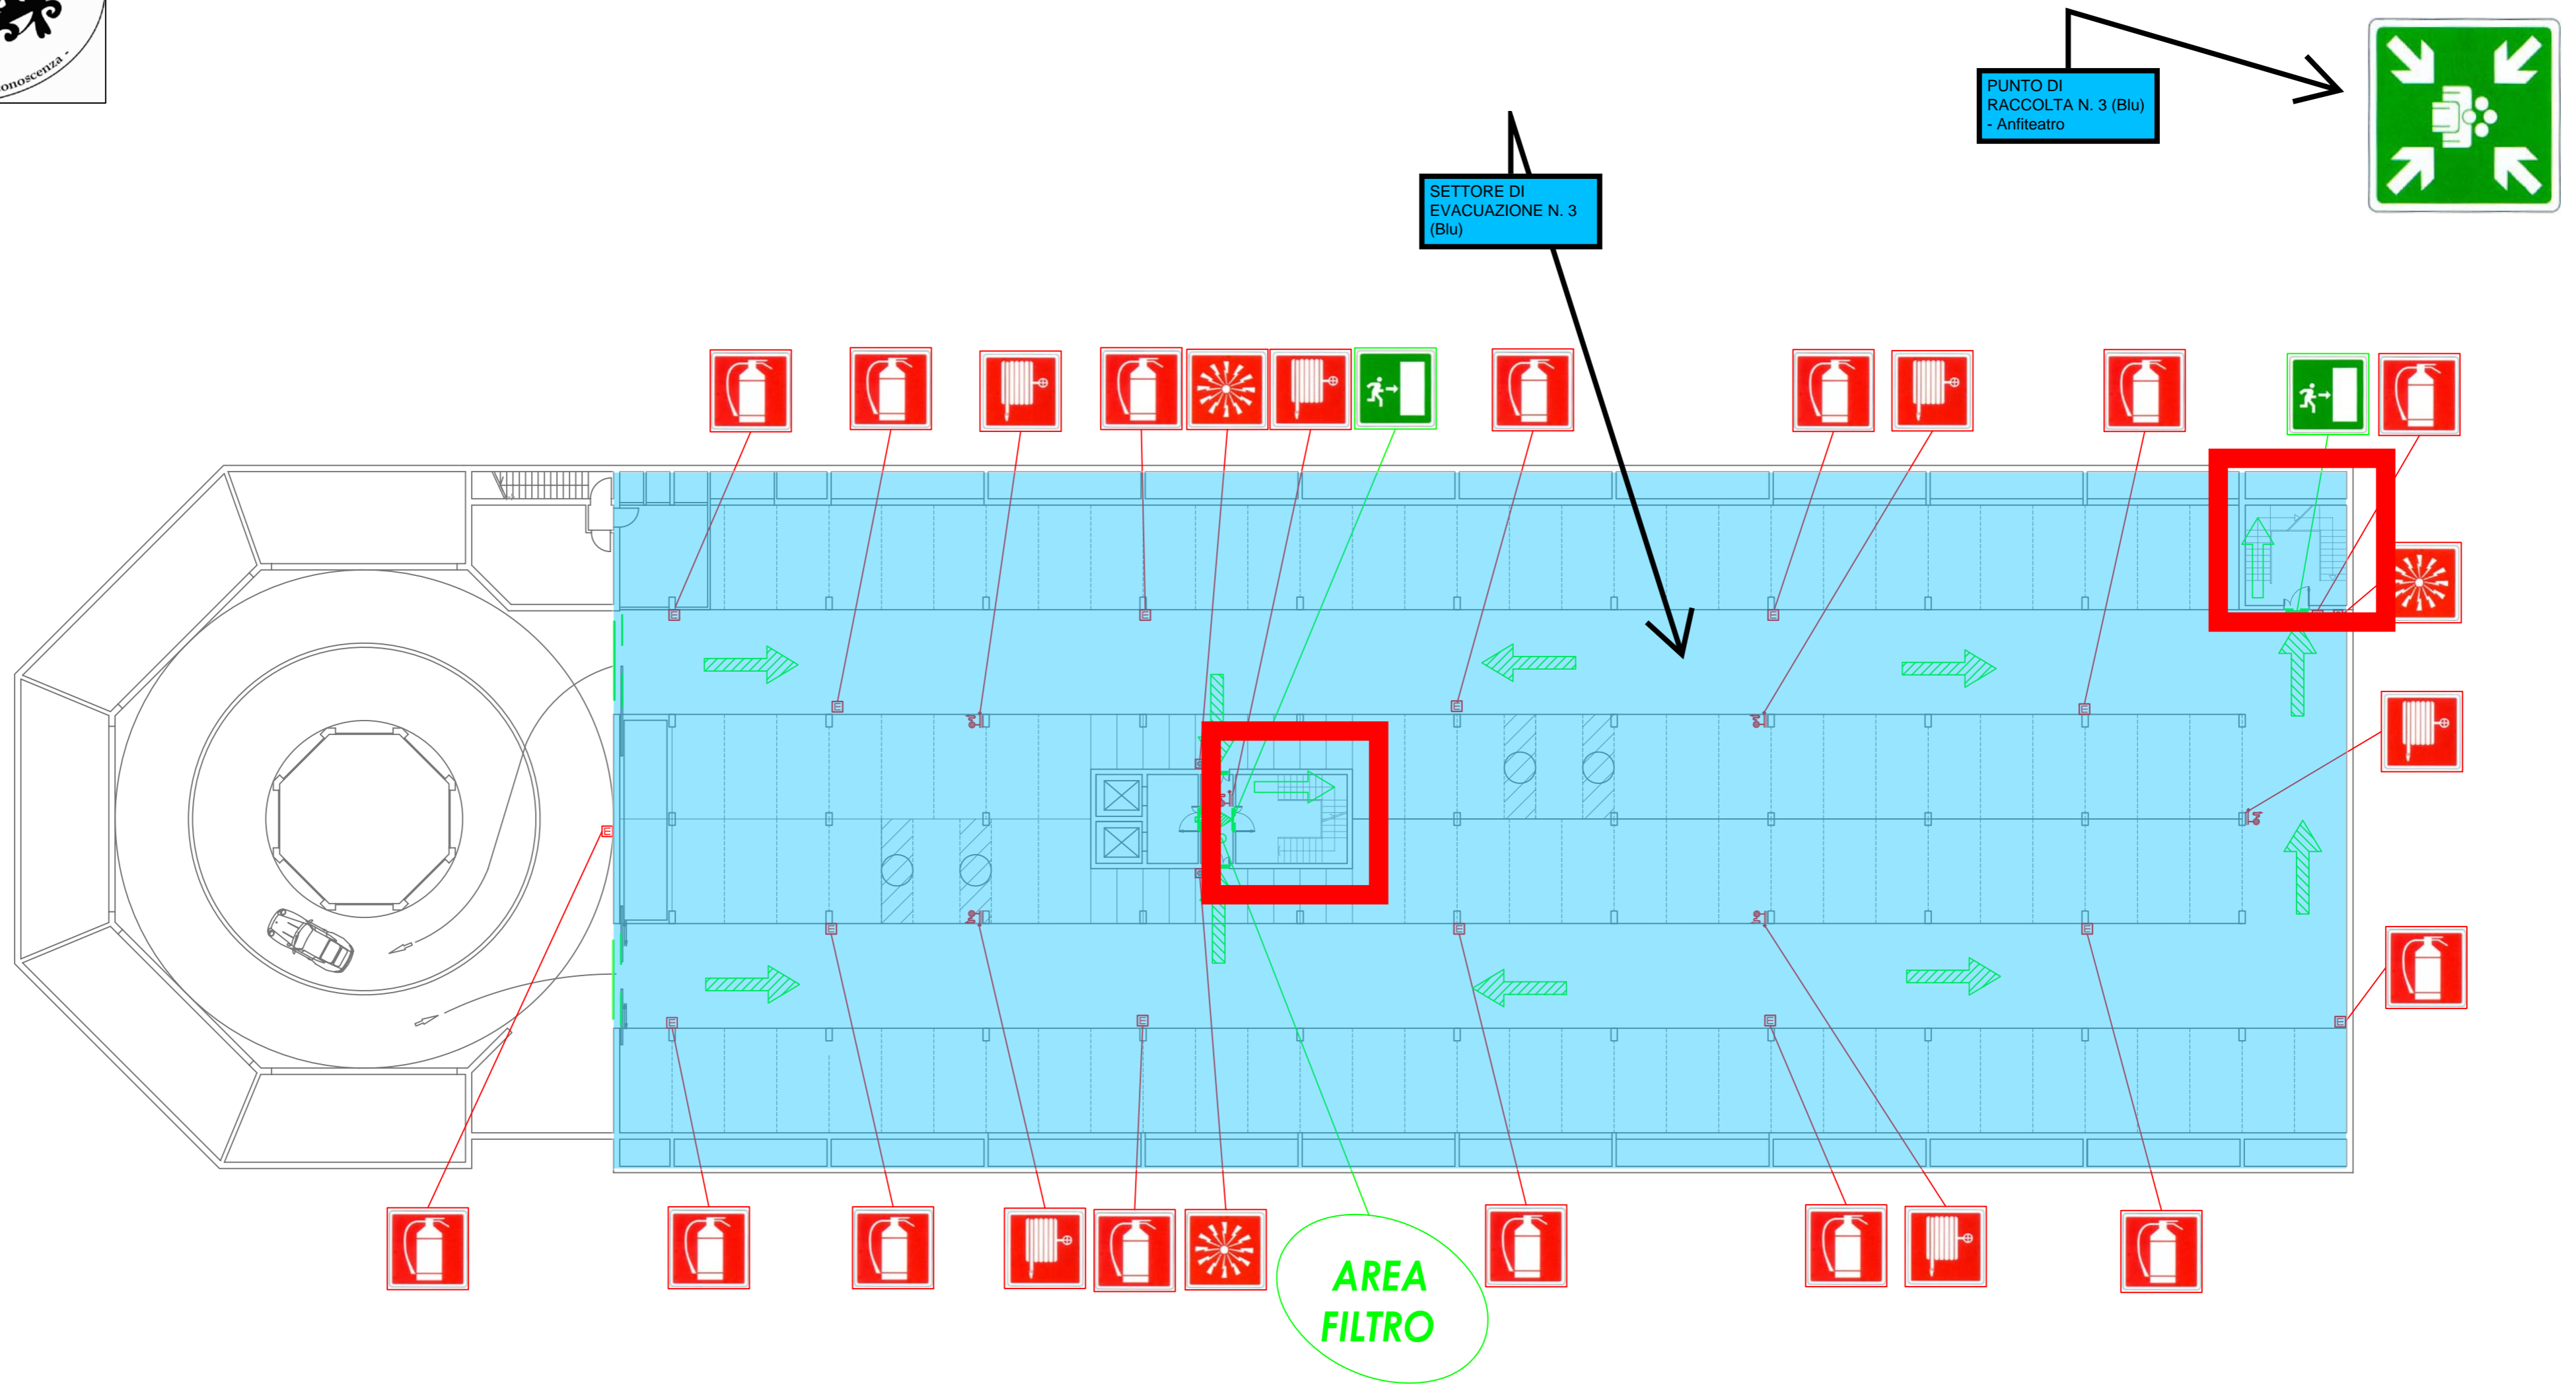 PUNTO DI
RACCOLTA N. 3 (Blu)
- Anfiteatro
SETTORE DI
EVACUAZIONE N. 3
(Blu)
AREA
FILTRO